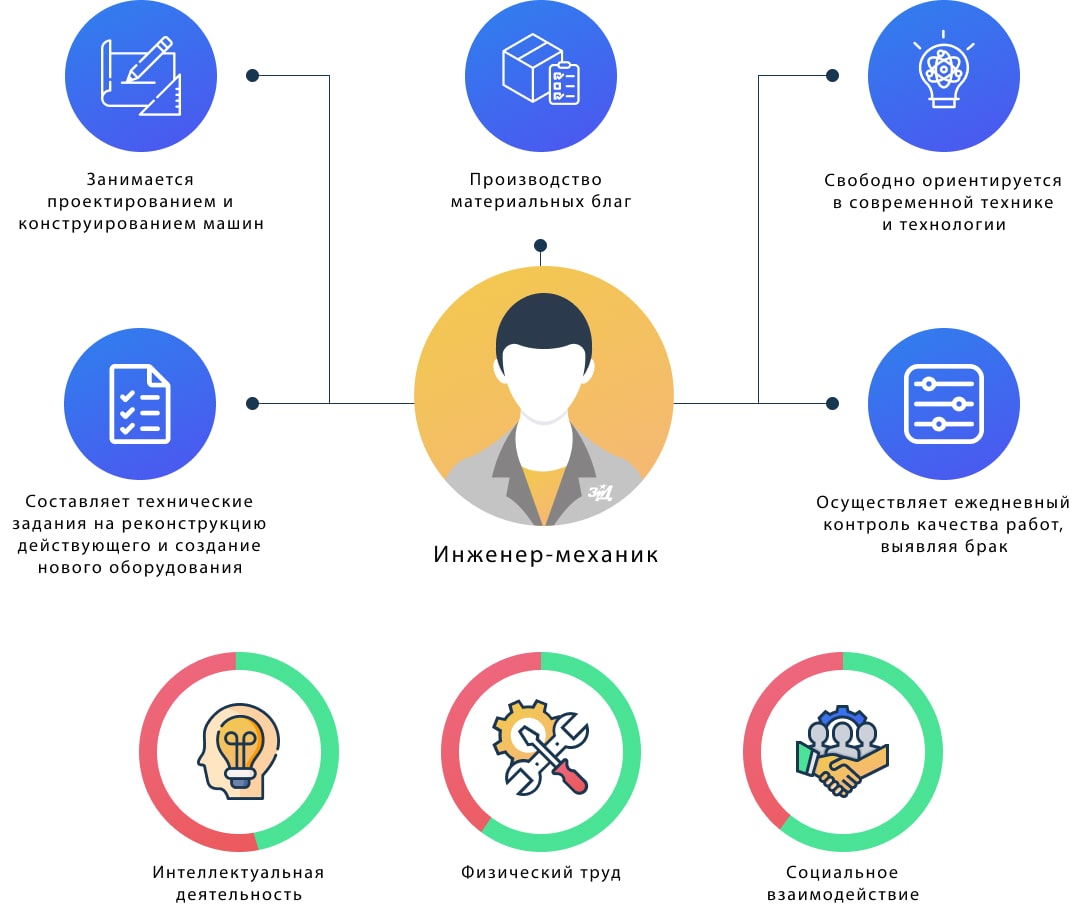 Занимается
проектированием и
конструированием машин
Производство
материальных благ
Свободно ориентируется
в современной технике
и технологии
Составляет технические
задания на реконструкцию
действующего и создание
нового оборудования
ЗиД
Инженер-механик
Осуществляет ежедневный
контроль качества работ,
выявляя брак
Интеллектуальная
деятельность
Физический труд
Социальное
взаимодействие